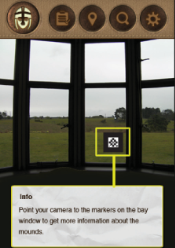 Info
Point your camera to the markers on the bay
window to get more information about the
mounds.